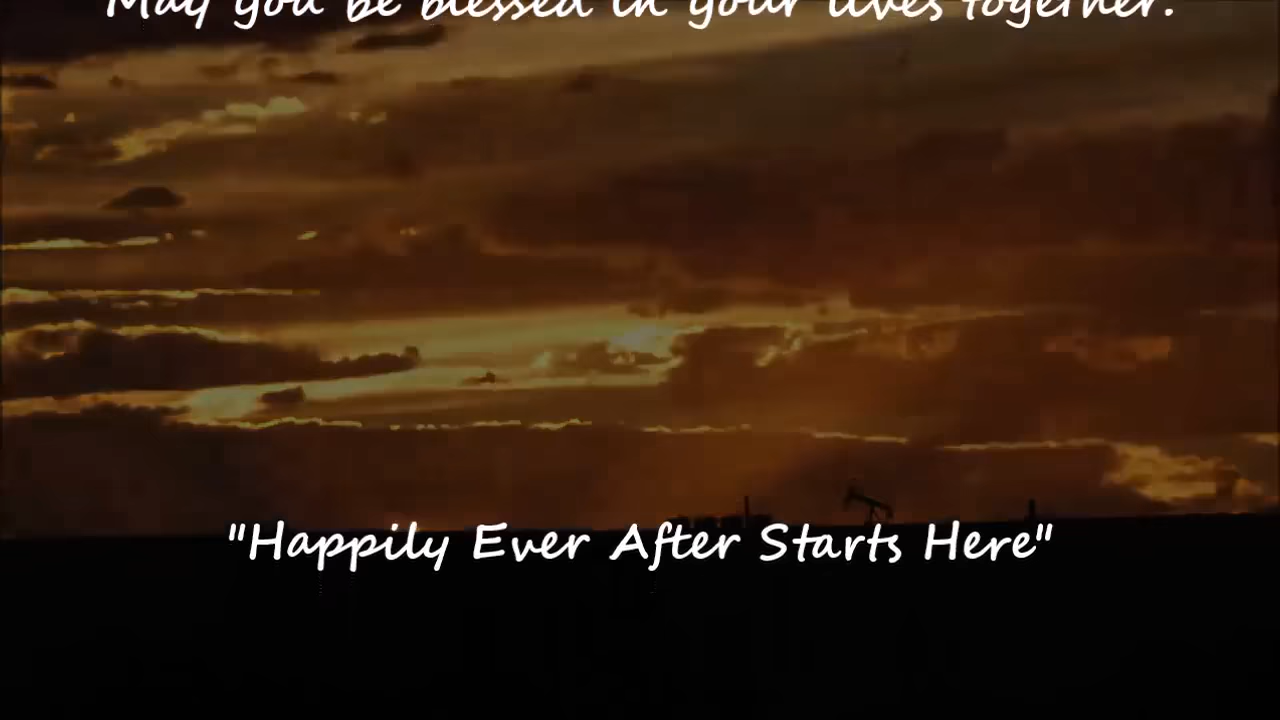 May you be blessed in your lives together.
"Happily Ever After Starts Here"